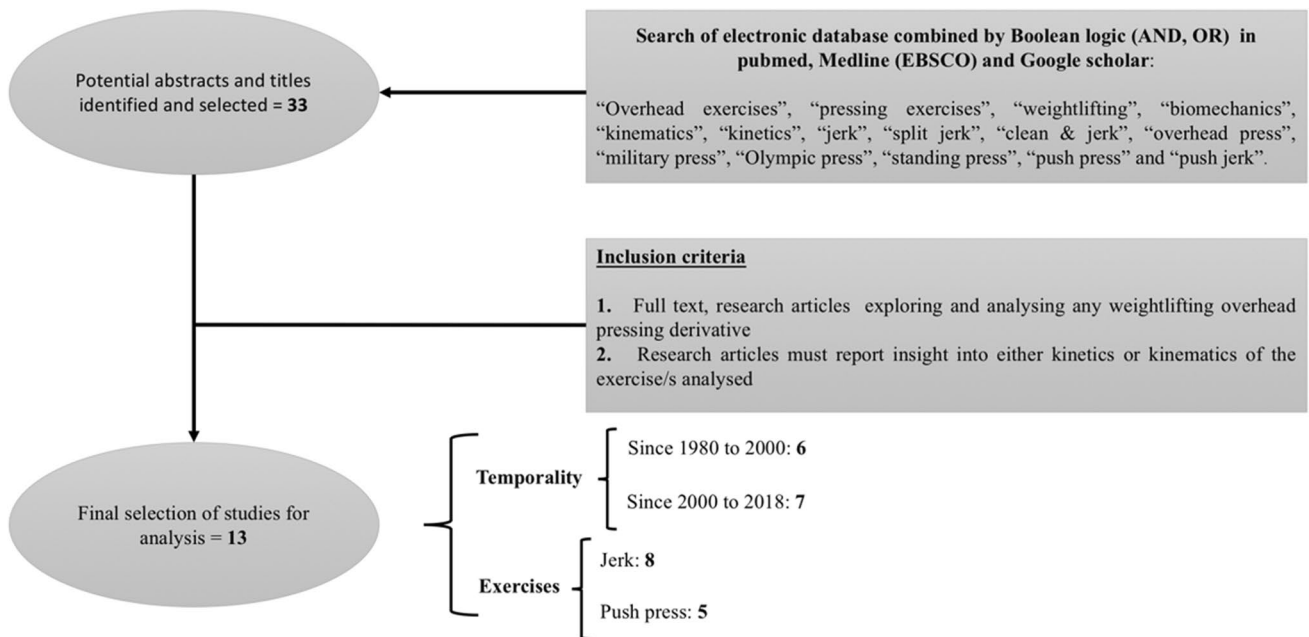 Potential abstracts and titles
identified and selected = 33
Search of electronic database combined by Boolean logic (AND, OR) in
pubmed, Medline (EBSCO) and Google scholar:
“Overhead exercises”, “pressing exercises”, “weightlifting”, “biomechanics”,
“kinematics”, “kinetics”, “jerk”, “split jerk”, “clean & jerk”, “overhead press”,
“military press”, “Olympic press”, “standing press”, “push press” and “push jerk”.
Inclusion criteria
1. Full text, research articles exploring and analysing any weightlifting overhead
pressing derivative
2. Research articles must report insight into either kinetics or kinematics of the
exercise/s analysed
Final selection of studies for
analysis = 13
Temporality
Since 1980 to 2000: 6
Since 2000 to 2018: 7
Exercises
Jerk: 8
Push press: 5